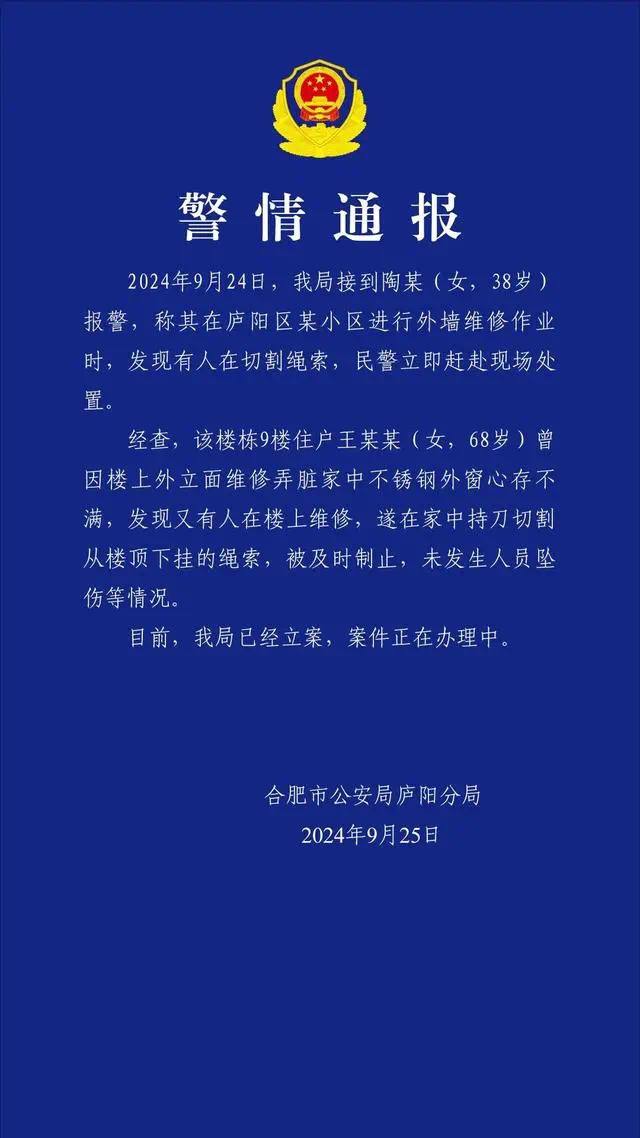 警情通报
2024年9月24日，我局接到陶某（女，38岁）
报警，称其在庐阳区某小区进行外墙维修作业
时，发现有人在切割绳索，民警立即赶赴现场处
置。
经查，该楼栋9楼住户王某某（女，68岁）曾
因楼上外立面维修弄脏家中不锈钢外窗心存不
满，发现又有人在楼上维修，遂在家中持刀切割
从楼顶下挂的绳索，被及时制止，未发生人员坠
伤等情况。
目前，我局已经立案，案件正在办理中。
合肥市公安局庐阳分局
2024年9月25日